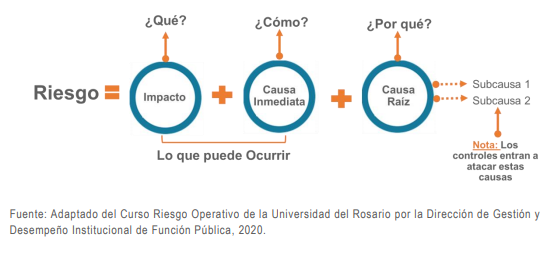 ¿Qué?
¿Cómo?
¿Por qué?
Riesgo
=
Impacto
+
Causa
Inmediata
+
Causa
Raíz
Subcausa 1
Subcausa 2
Lo que puede Ocurrir
Nota: Los
controles entran a
atacar estas
causas
Fuente: Adaptado del Curso Riesgo Operativo de la Universidad del Rosario por la Dirección de Gestión y
Desempeño Institucional de Función Pública, 2020.